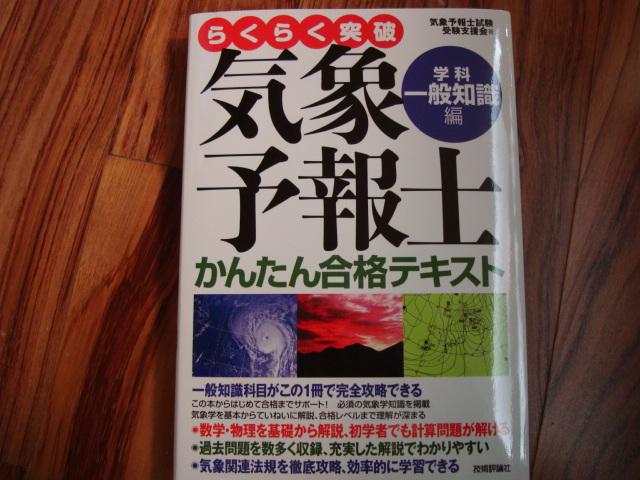 らくらく突破
気象予報士試験
受験支援会著
学科
一般知識
編
気象
予報士
かんたん合格テキスト
一般知識科目がこの1冊で完全攻略できる
この本からはじめて合格までサポート! 必須の気象学知識を掲載
気象学を基本からていねいに解説、合格レベルまで理解が深まる
•数学・物理を基礎から解説、初学者でも計算問題が解ける
•過去問題を数多く収録、充実した解説でわかりやすい
•気象関連法規を徹底攻略、効率的に学習できる
技術評論社